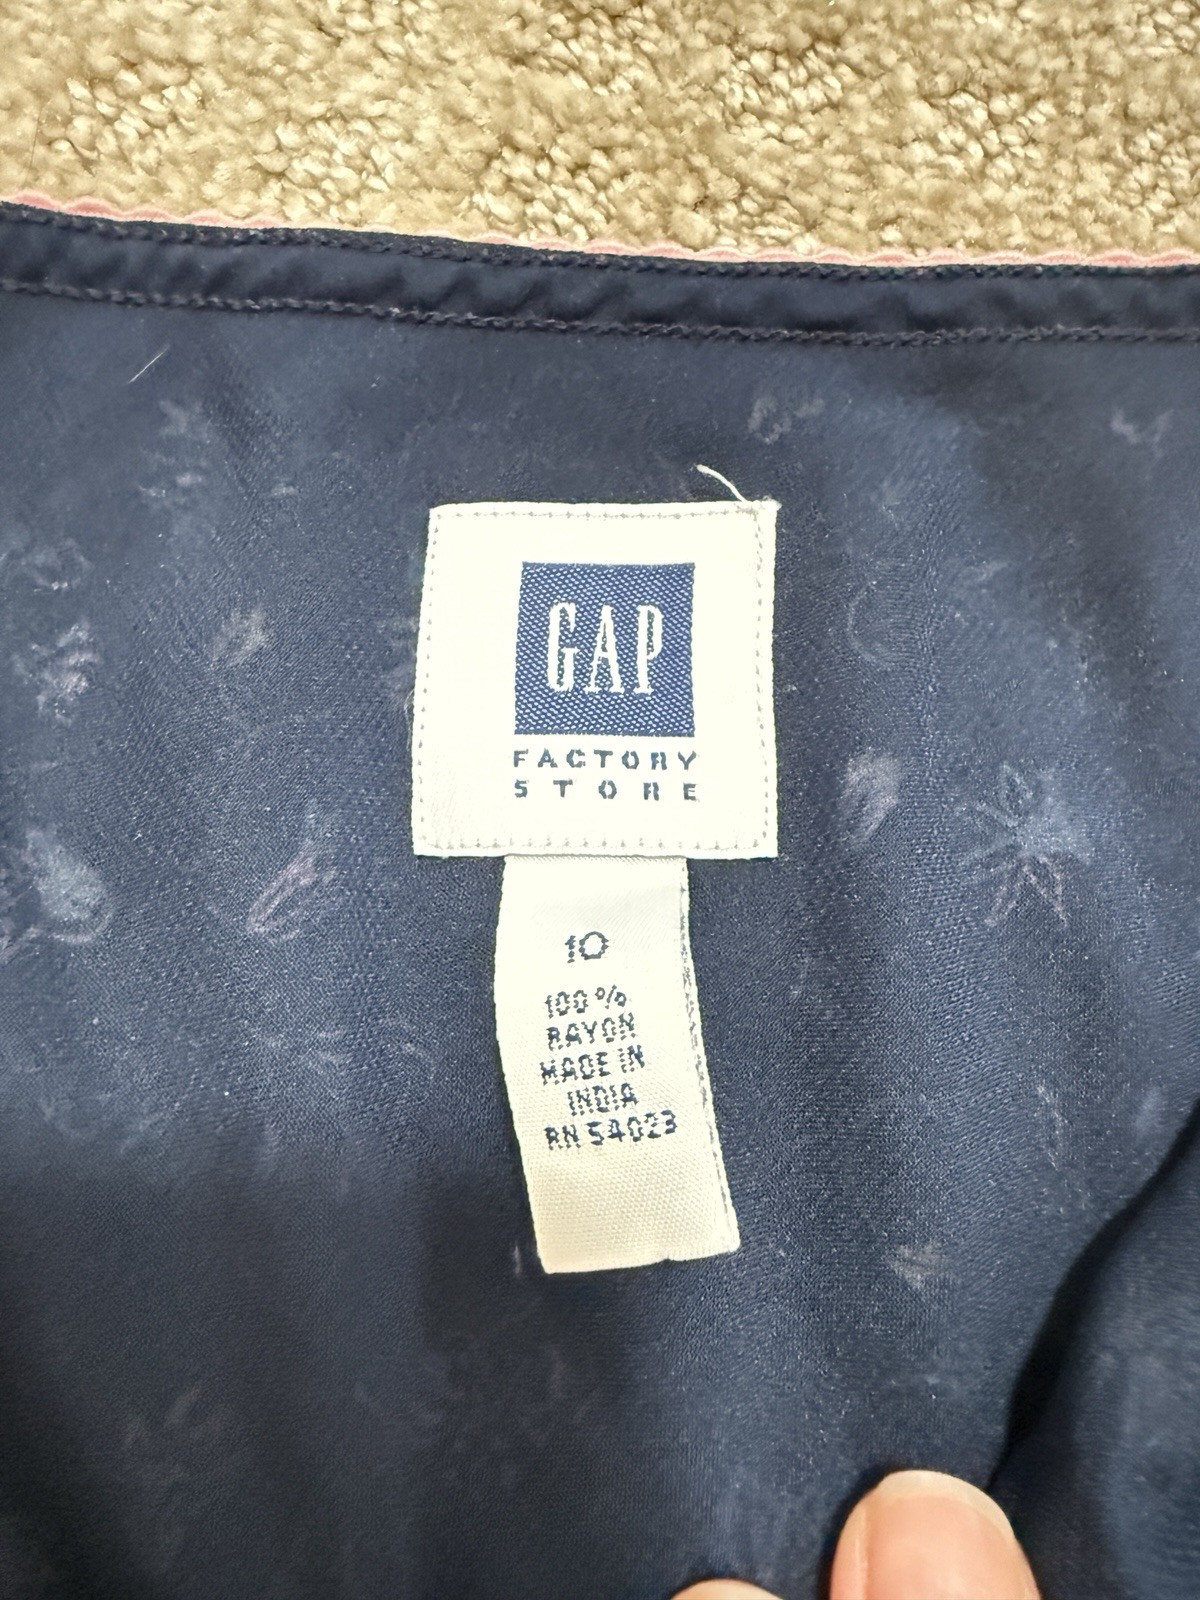 GAP
FACTORY
STORE
10
100%
RAYON
MADE IN
INDIA
RN 54023